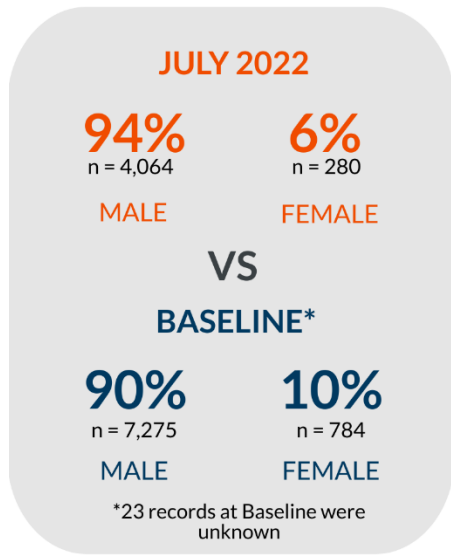 JULY 2022
94% 6%
n = 4,064 n = 280
MALE FEMALE
VS
BASELINE*
90% 10%
n = 7,275 n = 784
MALE FEMALE
*23 records at Baseline were
unknown